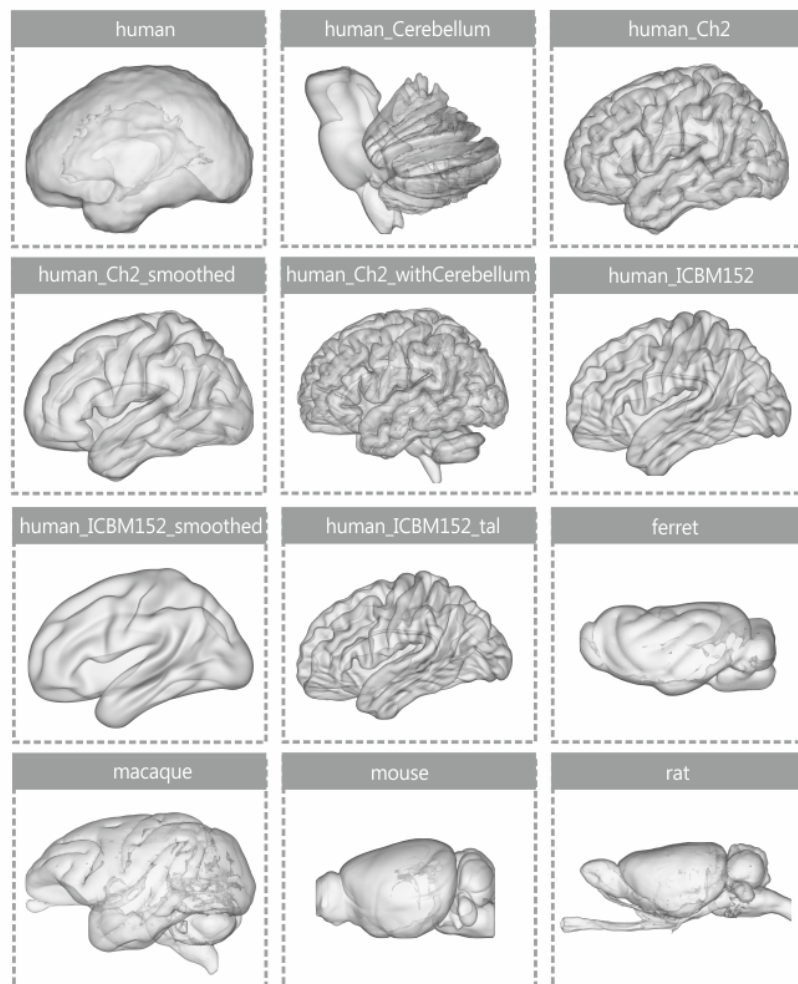 human
human_Cerebellum
human_Ch2
human_Ch2_smoothed
human_Ch2_withCerebellum
human_ICBM152
human_ICBM152_smoothed
human_ICBM152_tal
ferret
macaque
mouse
rat